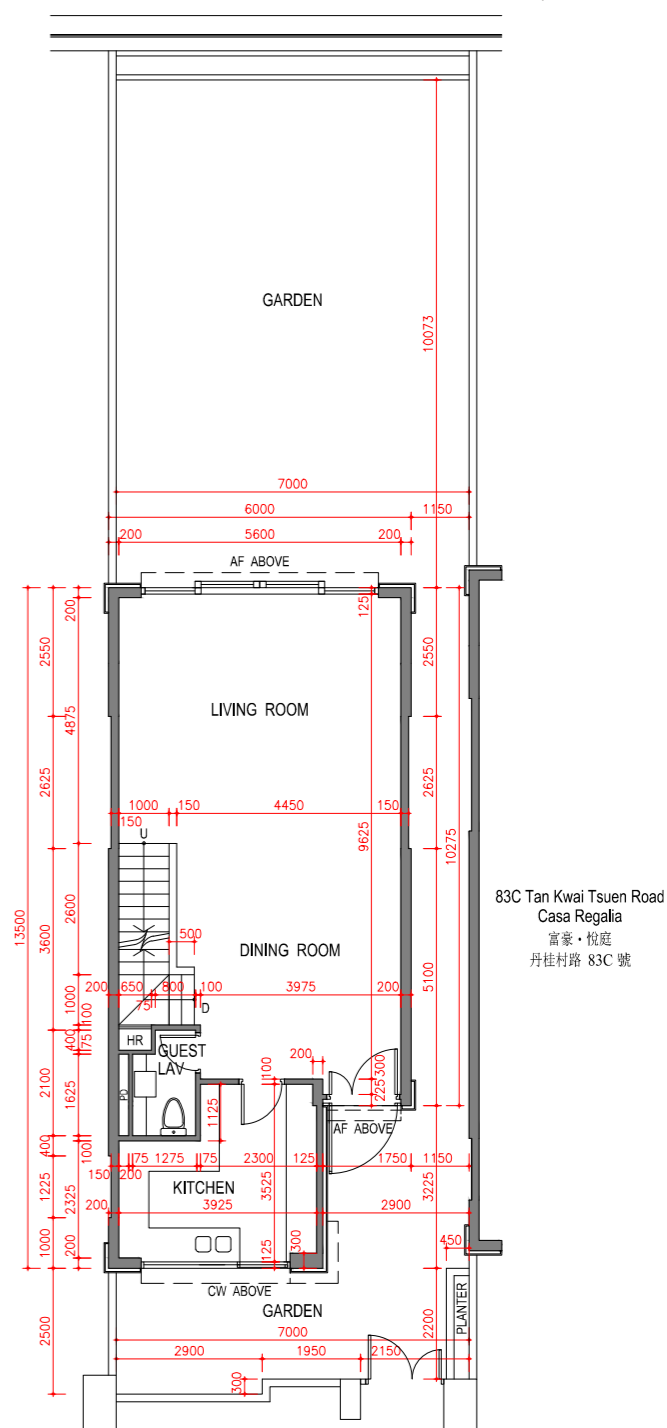 GARDEN
10073
7000
6000 1150
200 5600 200
AF ABOVE
200
125
2550
2550
4875
LIVING ROOM
2625
2625
1000 150 4450 150
150
9625
10275
U
13500
3600
2600
500
DINING ROOM
5100
83C Tan Kwai Tsuen Road
Casa Regalia
富豪·悅庭
丹桂村路 83C 號
200 650 800 100 3975 200
75
D
1000
100
HR
GUEST
LAV
400
75
200
100
300
225
2100
1625
PD
1125
AF ABOVE
400
100
75 1275 75 2300 125 1750 1150
150 200
KITCHEN
3525
3225
1225
2325
200 3925 2900
1000
200
125
300
450
CW ABOVE
GARDEN
PLANTER
2500
2200
7000
2900 1950 2150
300